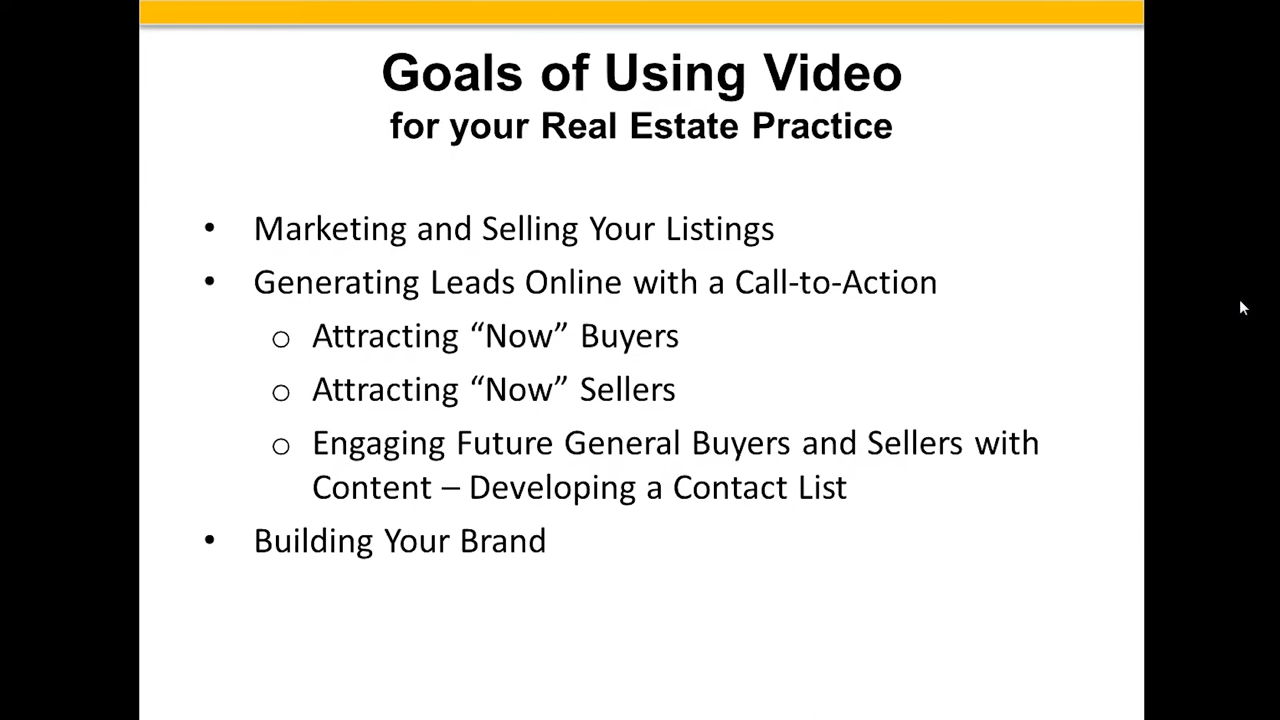 Goals of Using Video
for your Real Estate Practice
• Marketing and Selling Your Listings
• Generating Leads Online with a Call-to-Action
o Attracting “Now” Buyers
o Attracting “Now” Sellers
o Engaging Future General Buyers and Sellers with
Content – Developing a Contact List
• Building Your Brand